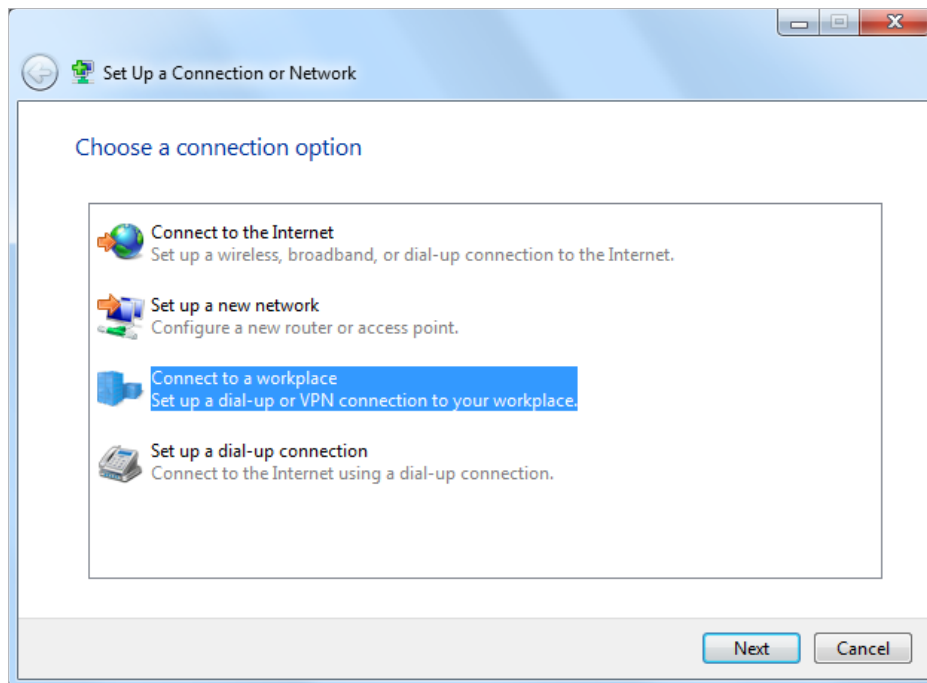 Set Up a Connection or Network
Choose a connection option
Connect to the Internet
Set up a wireless, broadband, or dial-up connection to the Internet.
Set up a new network
Configure a new router or access point.
Connect to a workplace
Set up a dial-up or VPN connection to your workplace.
Set up a dial-up connection
Connect to the Internet using a dial-up connection.
Next Cancel